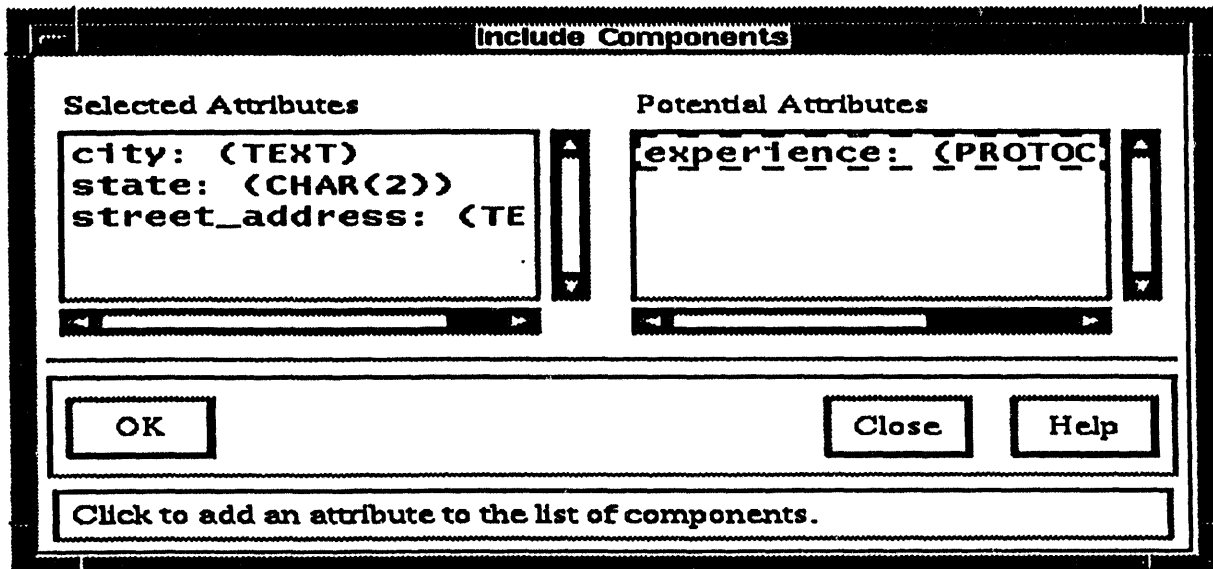 Include Components
Selected Attributes
city: (TEXT)
state: (CHAR(2))
street_address: (TE
Potential Attributes
experience: (PROTOC
OK
Close
Help
Click to add an attribute to the list of components.